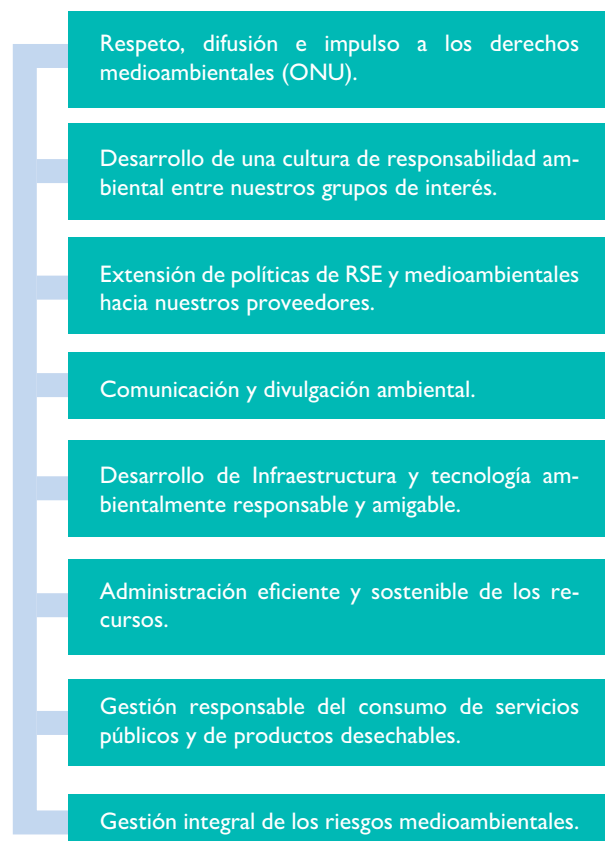 Respeto, difusión e impulso a los derechos
medioambientales (ONU).
Desarrollo de una cultura de responsabilidad am-
biental entre nuestros grupos de interés.
Extensión de políticas de RSE y medioambientales
hacia nuestros proveedores.
Comunicación y divulgación ambiental.
Desarrollo de Infraestructura y tecnología am-
bientalmente responsable y amigable.
Administración eficiente y sostenible de los re-
cursos.
Gestión responsable del consumo de servicios
públicos y de productos desechables.
Gestión integral de los riesgos medioambientales.